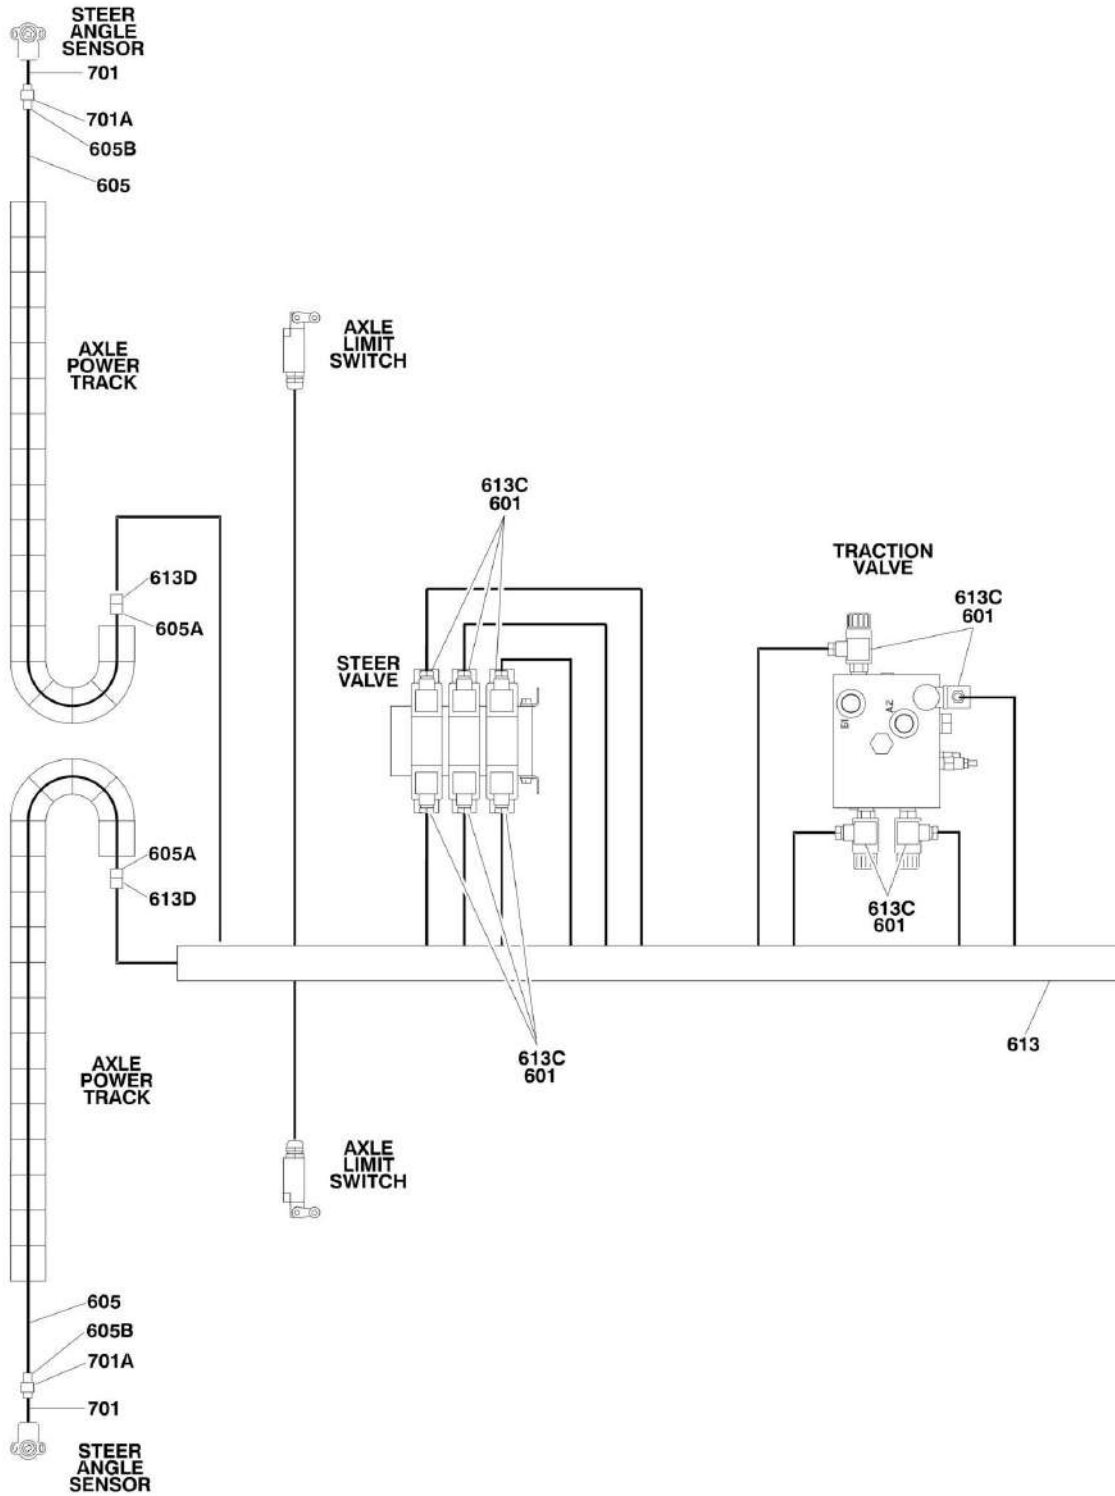 STEER
ANGLE
SENSOR
701
701A
605B
605
AXLE
POWER
TRACK
AXLE
LIMIT
SWITCH
613C
601
TRACTION
VALVE
613D
605A
613C
601
STEER
VALVE
A2
605A
613D
613C
601
613
613C
601
AXLE
POWER
TRACK
AXLE
LIMIT
SWITCH
605
605B
701A
701
STEER
ANGLE
SENSOR